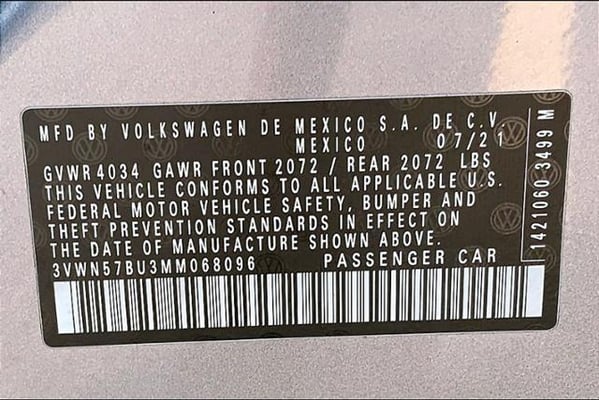 MFD BY VOLKSWAGEN DE MEXICO S.A. DE C.V.
MEXICO 07/21
GVWR 4034 GAWR FRONT 2072 / REAR 2072 LBS
THIS VEHICLE CONFORMS TO ALL APPLICABLE U.S.
FEDERAL MOTOR VEHICLE SAFETY, BUMPER AND
THEFT PREVENTION STANDARDS IN EFFECT ON
THE DATE OF MANUFACTURE SHOWN ABOVE.
3VWN57BU3MM068096 PASSENGER CAR
1421060 3499 M